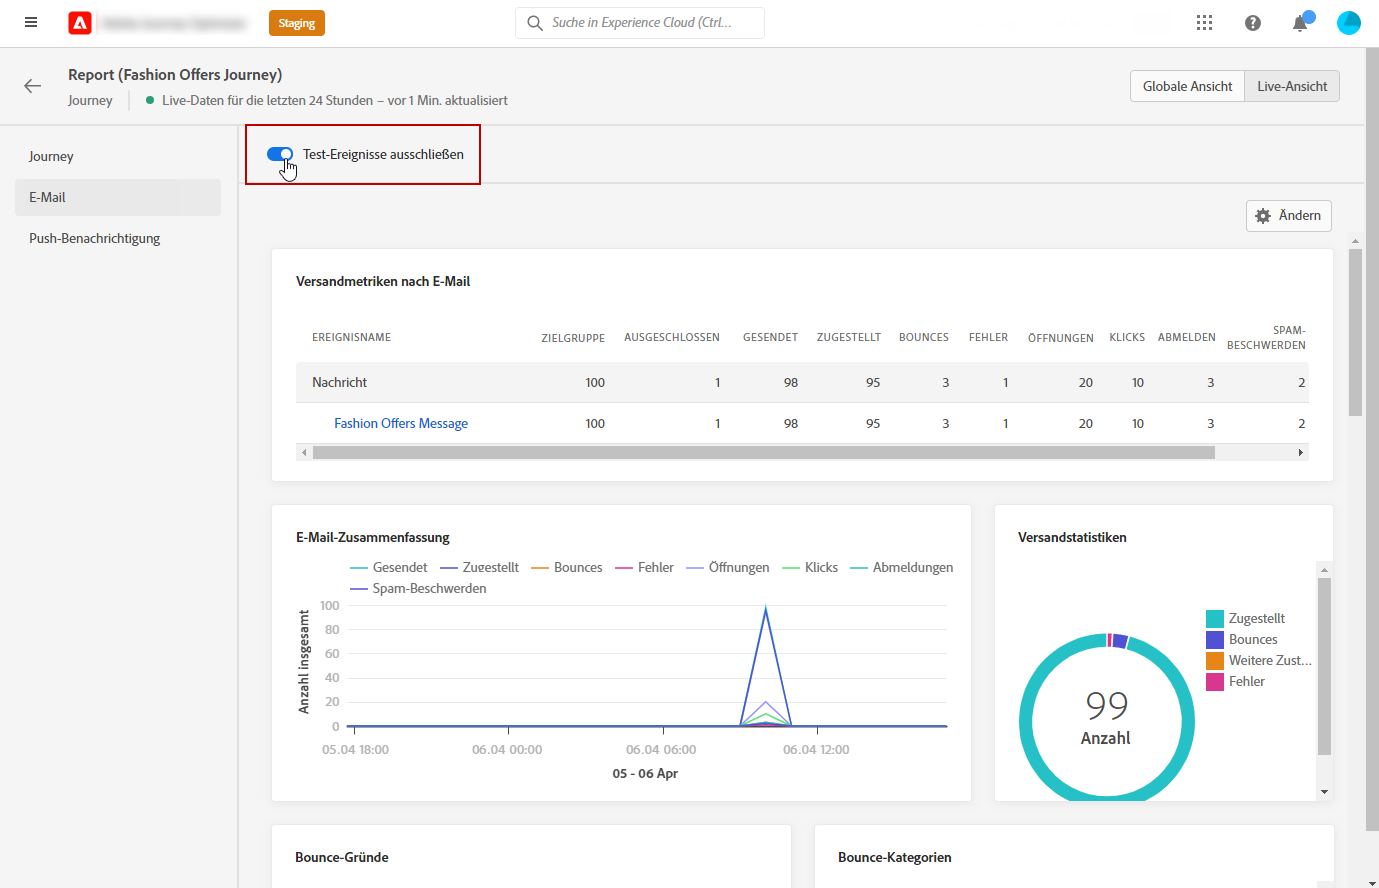 Staging
Suche in Experience Cloud (Ctrl...
Report (Fashion Offers Journey)
Journey
Live-Daten für die letzten 24 Stunden – vor 1 Min. aktualisiert
Globale Ansicht
Live-Ansicht
Journey
E-Mail
Push-Benachrichtigung
Test-Ereignisse ausschließen
Ändern
Versandmetriken nach E-Mail
EREIGNISNAME ZIELGRUPPE AUSGESCHLOSSEN GESENDET ZUGESTELLT BOUNCES FEHLER ÖFFNUNGEN KLICKS ABMELDEN SPAM-
BESCHWERDEN
Nachricht 100 1 98 95 3 1 20 10 3 2
Fashion Offers Message 100 1 98 95 3 1 20 10 3 2
E-Mail-Zusammenfassung
Gesendet Zugestellt Bounces Fehler Öffnungen Klicks Abmeldungen
Spam-Beschwerden
Anzahl insgesamt
100
80
60
40
20
0
05.04 18:00 06.04 00:00 06.04 06:00 06.04 12:00
05 - 06 Apr
Versandstatistiken
Zugestellt
Bounces
Weitere Zust...
Fehler
99
Anzahl
Bounce-Gründe
Bounce-Kategorien